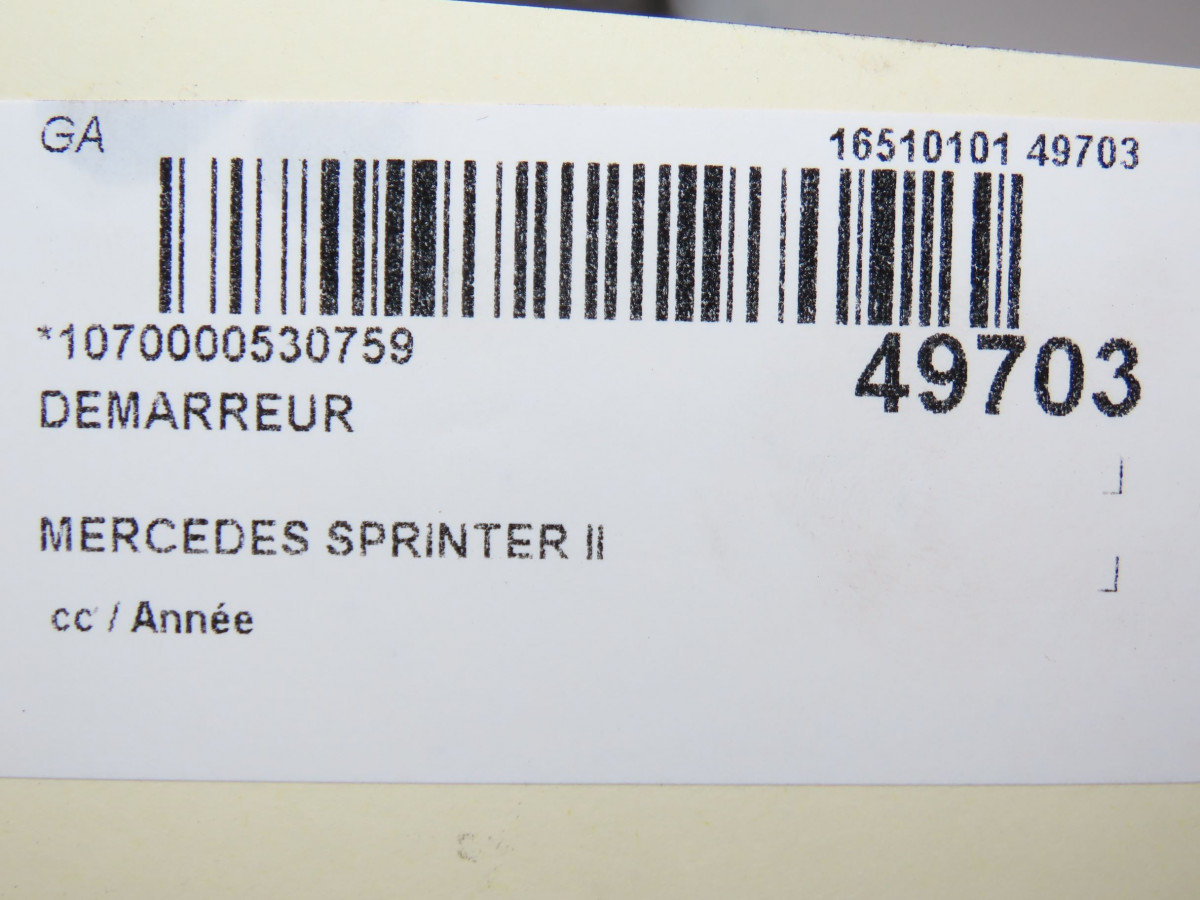 GA
16510101 49703
*1070000530759
49703
DEMARREUR
MERCEDES SPRINTER II
cc / Année